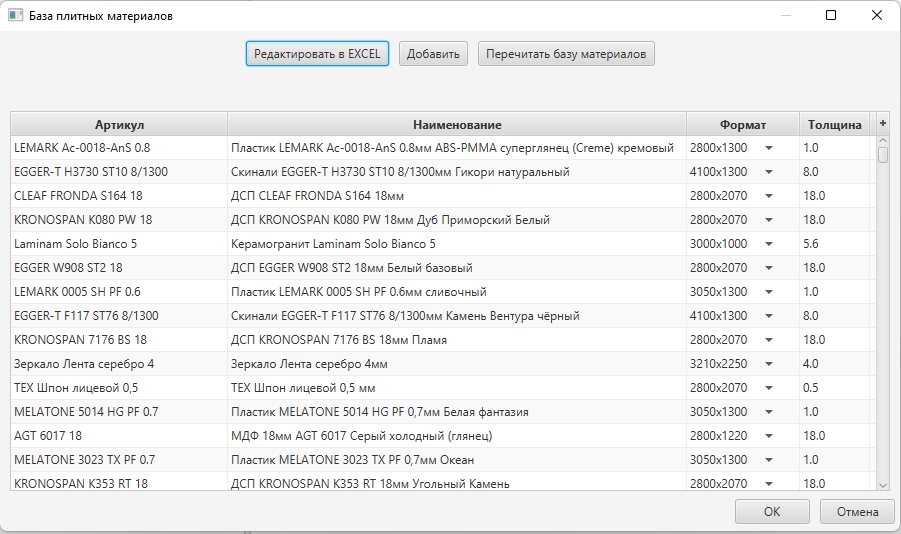 База плитных материалов
Редактировать в EXCEL Добавить Перечитать базу материалов
Артикул Наименование Формат Толщина +
LEMARK Ac-0018-AnS 0.8 Пластик LEMARK Ac-0018-AnS 0.8мм ABS-PMMA суперглянец (Creme) кремовый 2800x1300 1.0
EGGER-T H3730 ST10 8/1300 Скинали EGGER-T H3730 ST10 8/1300мм Гикори натуральный 4100x1300 8.0
CLEAF FRONDA S164 18 ДСП CLEAF FRONDA S164 18мм 2800x2070 18.0
KRONOSPAN K080 PW 18 ДСП KRONOSPAN K080 PW 18мм Дуб Приморский Белый 2800x2070 18.0
Laminam Solo Bianco 5 Керамогранит Laminam Solo Bianco 5 3000x1000 5.6
EGGER W908 ST2 18 ДСП EGGER W908 ST2 18мм Белый базовый 2800x2070 18.0
LEMARK 0005 SH PF 0.6 Пластик LEMARK 0005 SH PF 0.6мм сливочный 3050x1300 1.0
EGGER-T F117 ST76 8/1300 Скинали EGGER-T F117 ST76 8/1300мм Камень Вентура чёрный 4100x1300 8.0
KRONOSPAN 7176 BS 18 ДСП KRONOSPAN 7176 BS 18мм Пламя 2800x2070 18.0
Зеркало Лента серебро 4 Зеркало Лента серебро 4мм 3210x2250 4.0
ТЕХ Шпон лицевой 0,5 ТЕХ Шпон лицевой 0,5 мм 2800x2070 0.5
MELATONE 5014 HG PF 0.7 Пластик MELATONE 5014 HG PF 0,7мм Белая фантазия 3050x1300 1.0
AGT 6017 18 МДФ 18мм AGT 6017 Серый холодный (глянец) 2800x1220 18.0
MELATONE 3023 TX PF 0.7 Пластик MELATONE 3023 TX PF 0,7мм Океан 3050x1300 1.0
KRONOSPAN K353 RT 18 ДСП KRONOSPAN K353 RT 18мм Угольный Камень 2800x2070 18.0
OK Отмена